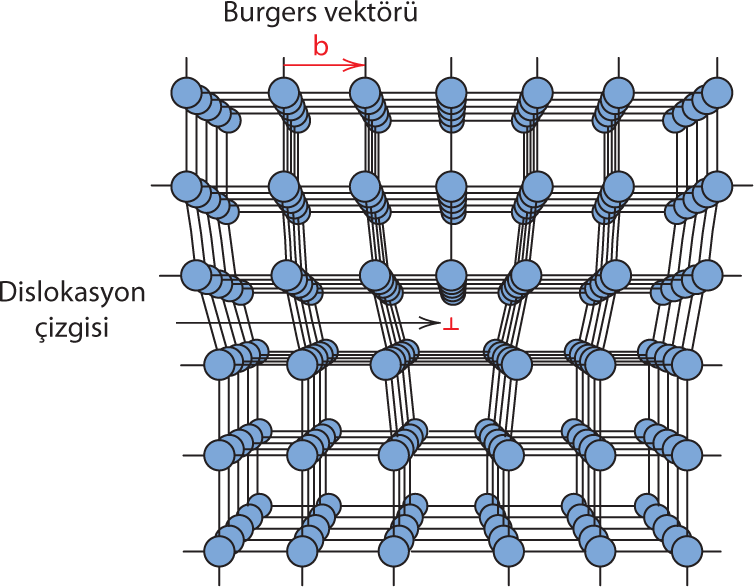 Burgers vektörü
b
Dislokasyon
çizgisi
⊥